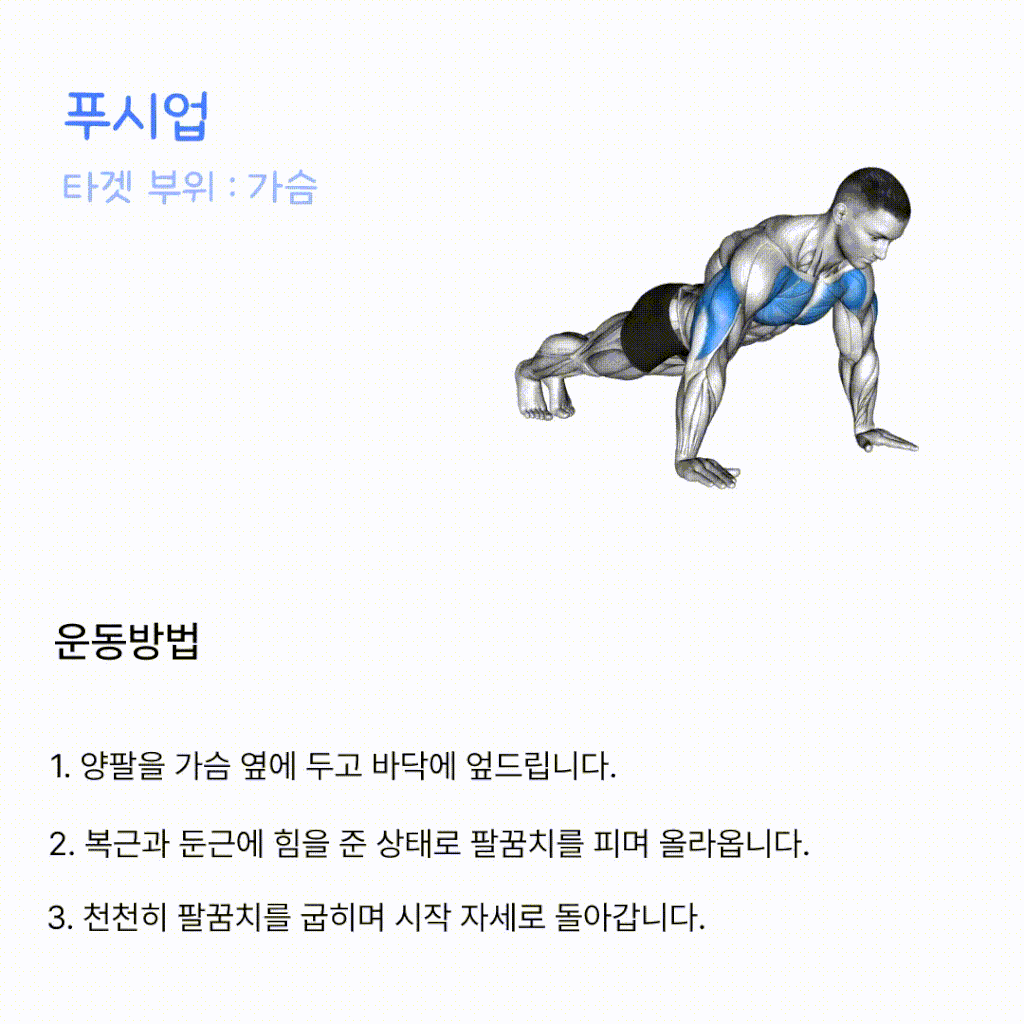 푸시업
타겟 부위 : 가슴
운동방법
1. 양팔을 가슴 옆에 두고 바닥에 엎드립니다.
2. 복근과 둔근에 힘을 준 상태로 팔꿈치를 피며 올라옵니다.
3. 천천히 팔꿈치를 굽히며 시작 자세로 돌아갑니다.